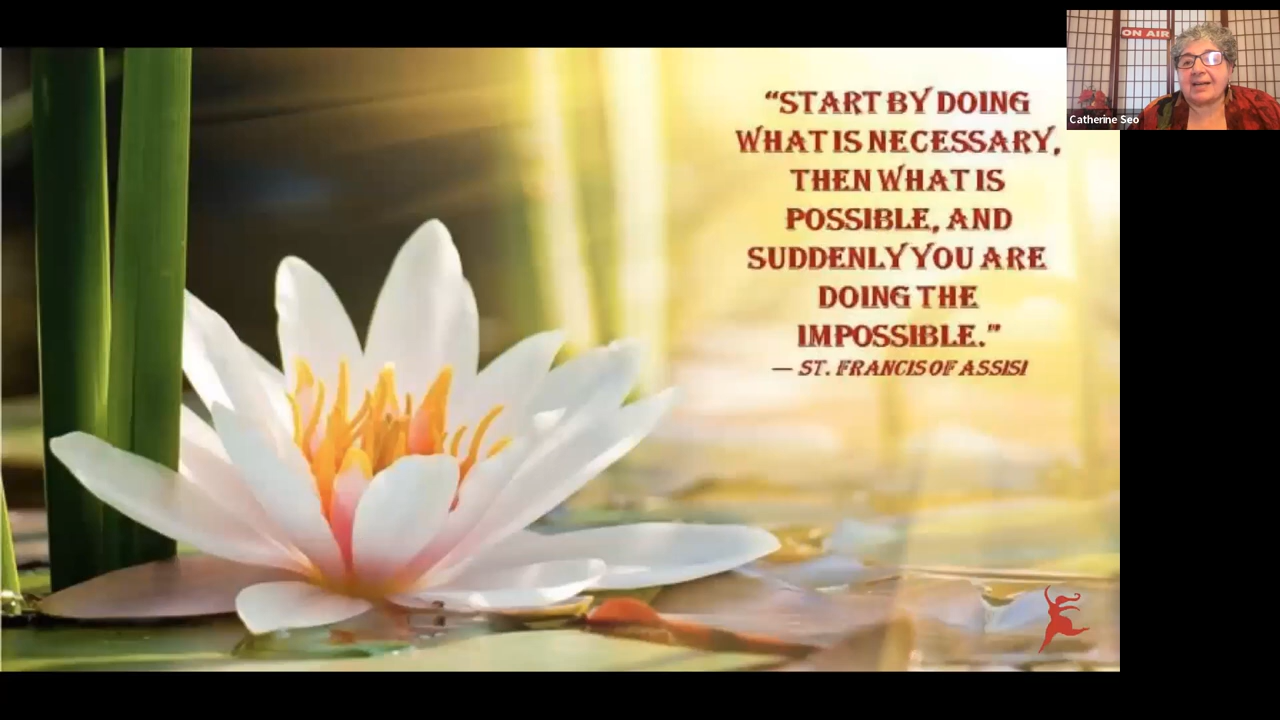 ON AIR
Catherine Seo
“START BY DOING
WHAT IS NECESSARY,
THEN WHAT IS
POSSIBLE, AND
SUDDENLY YOU ARE
DOING THE
IMPOSSIBLE.”
— ST. FRANCIS OF ASSISI